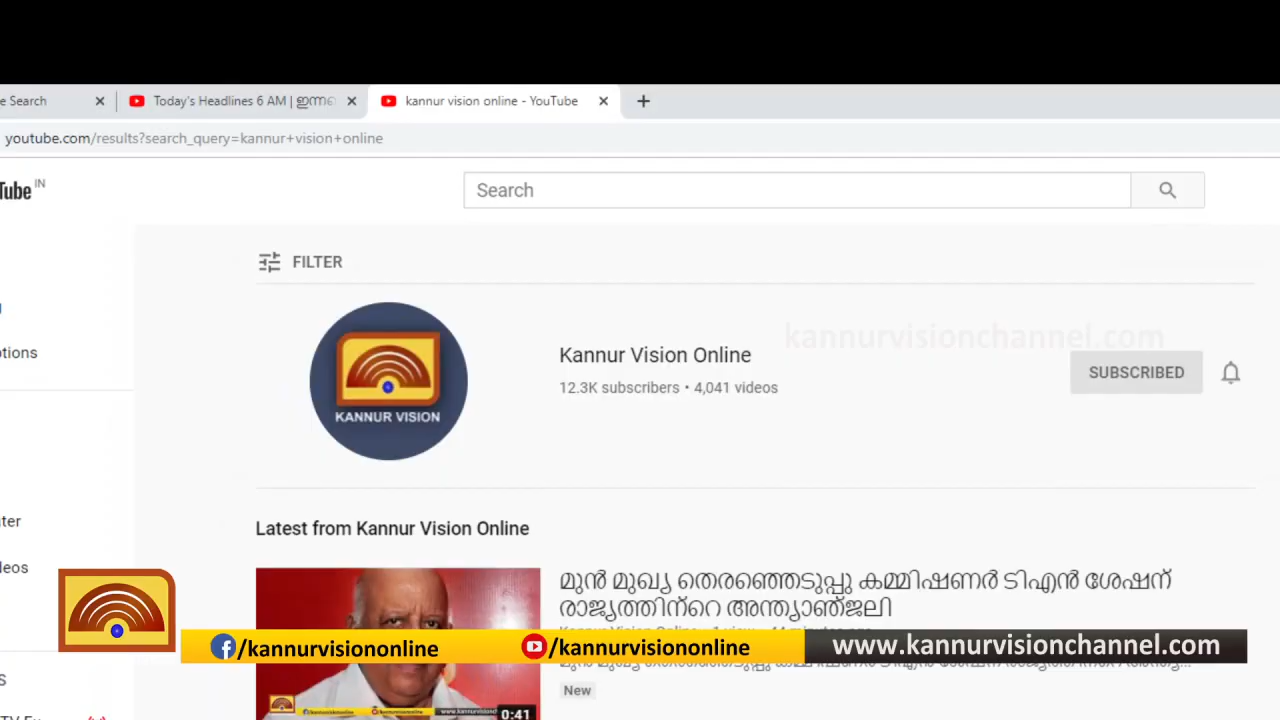 e Search
Today's Headlines 6 AM | ഇന്നത
kannur vision online - YouTube
youtube.com/results?search_query=kannur+vision+online
Tube IN
Search
FILTER
kannurvisionchannel.com
Kannur Vision Online
12.3K subscribers • 4,041 videos
SUBSCRIBED
KANNUR VISION
ptions
Latest from Kannur Vision Online
ter
eos
മുൻ മുഖ്യ തെരഞ്ഞെടുപ്പു കമ്മിഷണർ ടിഎൻ ശേഷന്
രാജ്യത്തിന്റെ അന്ത്യാഞ്ജലി
/kannurvisiononline
/kannurvisiononline
www.kannurvisionchannel.com
New
0:41